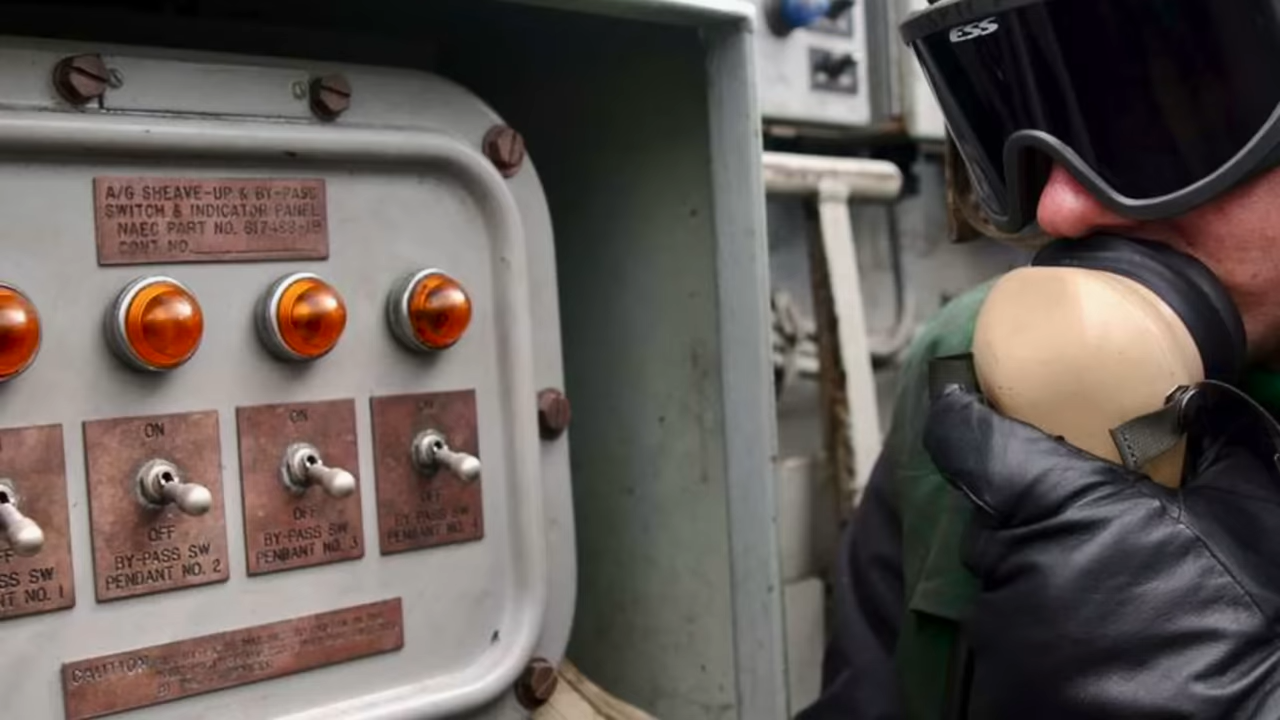 ESS
A/G SHEAVE-UP & BY-PASS
SWITCH & INDICATOR PANEL
NAEC PART NO.
CONT NO.
ON
ON
ON
OFF
OFF
OFF
BY-PASS SW
PENDANT NO. 2
BY-PASS SW
PENDANT NO. 3
BY-PASS SW
PENDANT NO. 4
SS SW
NT NO. 1
CAUTION